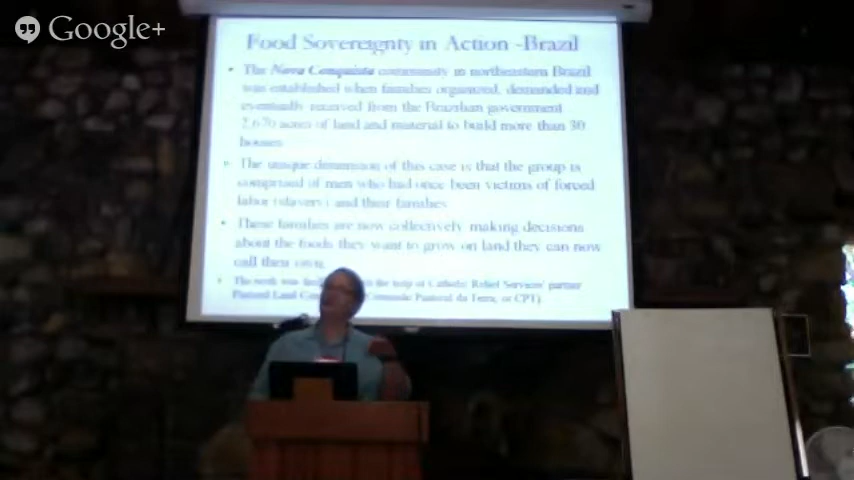 Google+
Food Sovereignty in Action -Brazil
• The Nova Conquista community in northeastern Brazil
was established when families organized, demanded and
eventually received from the Brazilian government
2,670 acres of land and material to build more than 30
houses
• The unique dimension of this case is that the group is
comprised of men who had once been victims of forced
labor (slavery) and their families
• These families are now collectively making decisions
about the foods they want to grow on land they can now
call their own.
• This work was the help of Catholic Relief Services' partner
Pastoral Land Comissão Pastoral da Terra, or CPT).